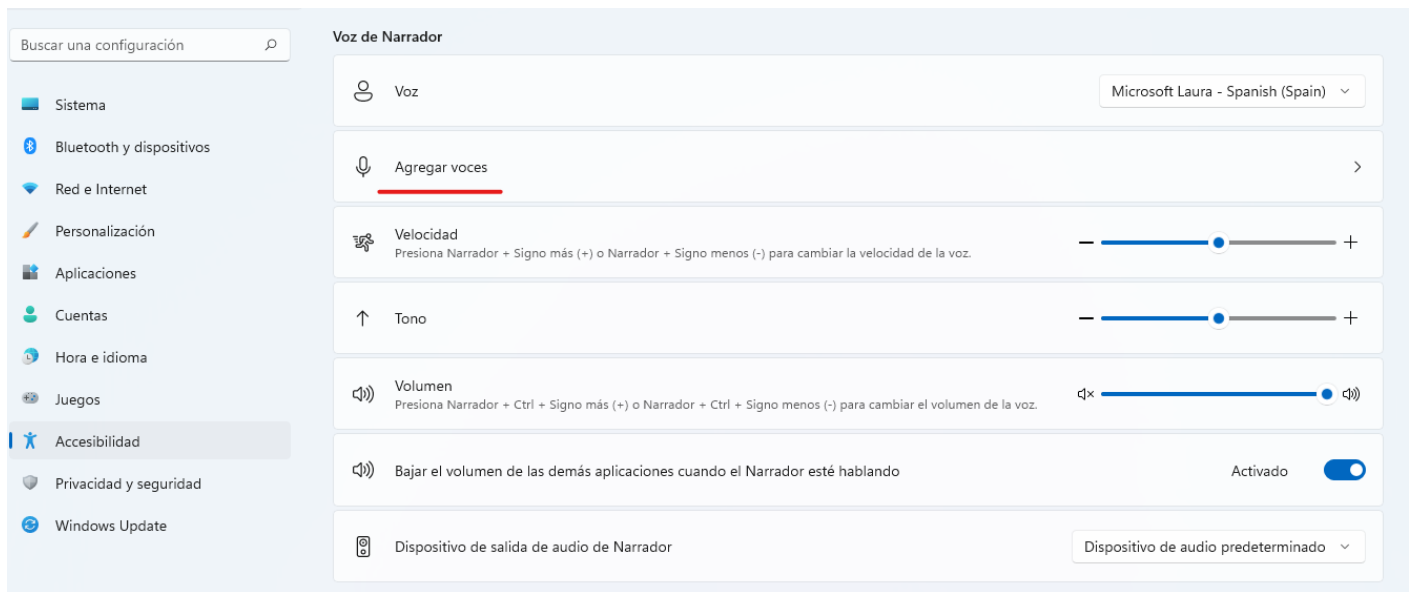 Buscar una configuración
Sistema
Bluetooth y dispositivos
Red e Internet
Personalización
Aplicaciones
Cuentas
Hora e idioma
Juegos
Accesibilidad
Privacidad y seguridad
Windows Update
Voz de Narrador
Voz
Microsoft Laura - Spanish (Spain)
Agregar voces
Velocidad
Presiona Narrador + Signo más (+) o Narrador + Signo menos (-) para cambiar la velocidad de la voz.
Tono
Volumen
Presiona Narrador + Ctrl + Signo más (+) o Narrador + Ctrl + Signo menos (-) para cambiar el volumen de la voz.
Bajar el volumen de las demás aplicaciones cuando el Narrador esté hablando
Activado
Dispositivo de salida de audio de Narrador
Dispositivo de audio predeterminado